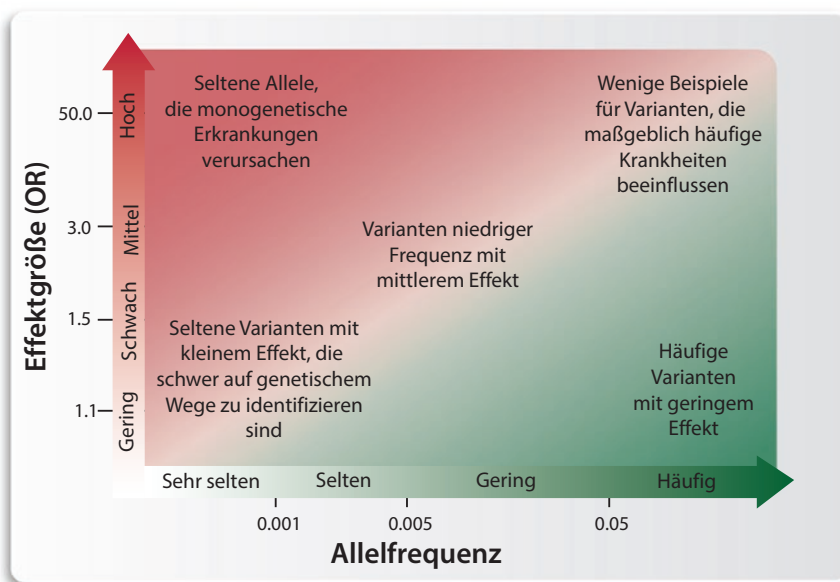 Effektgröße (OR)
50.0
3.0
1.5
1.1
Hoch
Mittel
Schwach
Gering
Seltene Allele,
die monogenetische
Erkrankungen
verursachen
Wenige Beispiele
für Varianten, die
maßgeblich häufige
Krankheiten
beeinflussen
Varianten niedriger
Frequenz mit
mittlerem Effekt
Seltene Varianten mit
kleinem Effekt, die
schwer auf genetischem
Wege zu identifizieren
sind
Häufige
Varianten
mit geringem
Effekt
Sehr selten
Selten
Gering
Häufig
0.001
0.005
0.05
Allelfrequenz